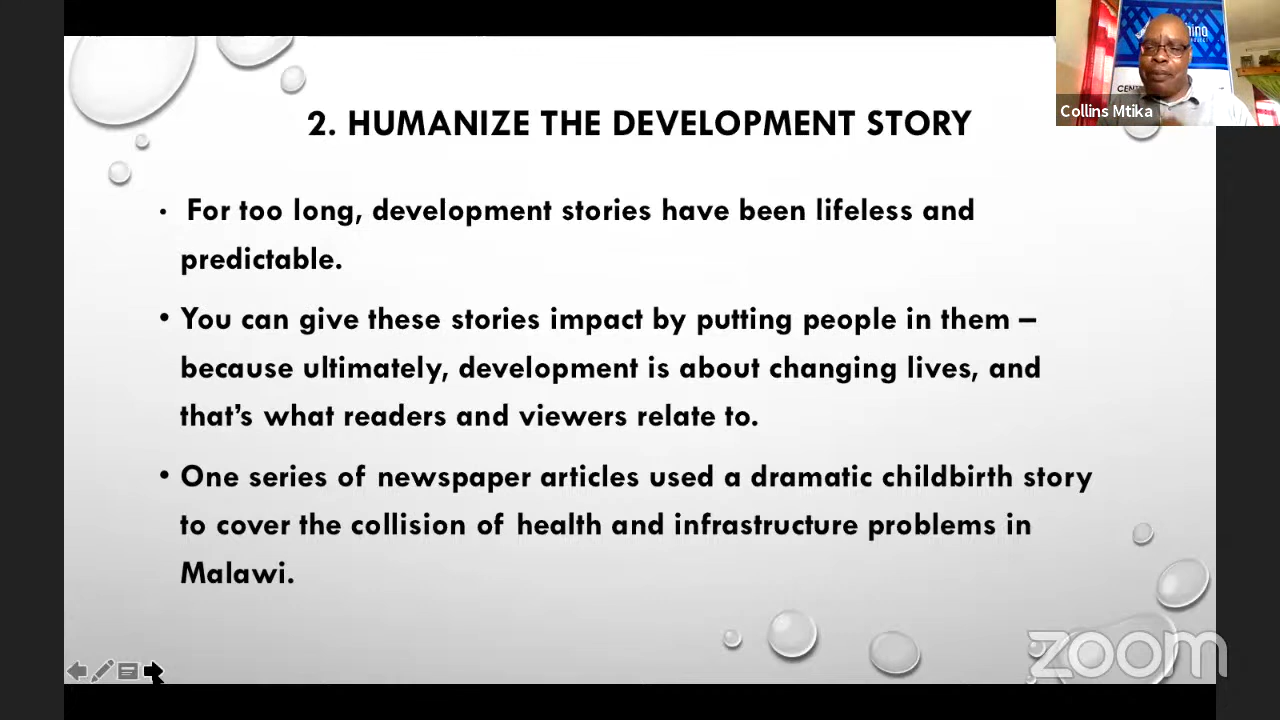 2. HUMANIZE THE DEVELOPMENT STORY
• For too long, development stories have been lifeless and
predictable.
• You can give these stories impact by putting people in them –
because ultimately, development is about changing lives, and
that's what readers and viewers relate to.
• One series of newspaper articles used a dramatic childbirth story
to cover the collision of health and infrastructure problems in
Malawi.
Collins Mtika
zoom